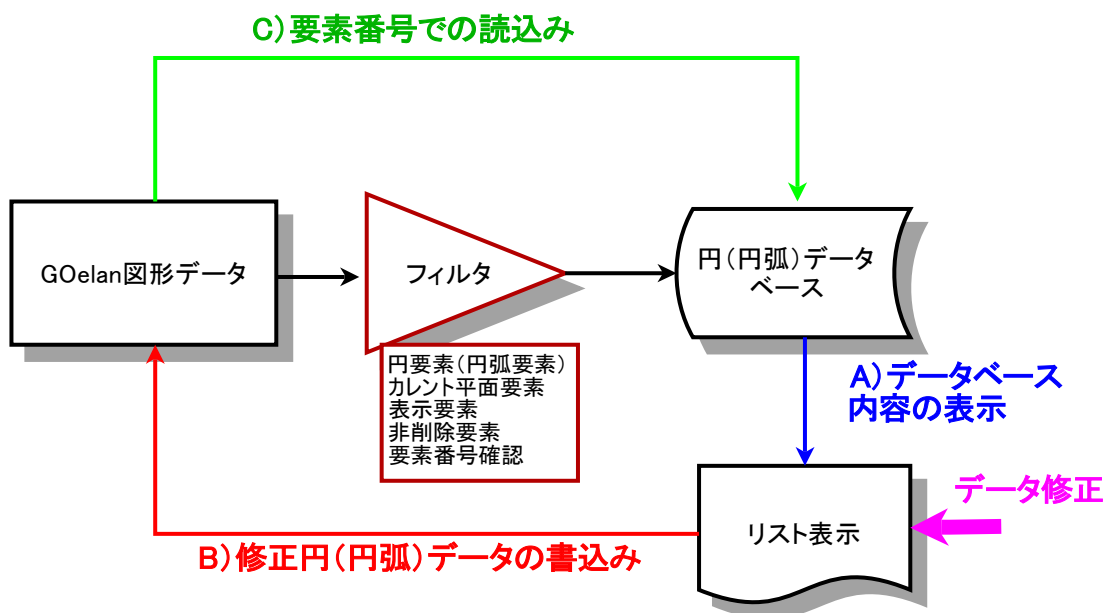 C)要素番号での読込み
GOelan図形データ
フィルタ
円(円弧)データ
ベース
円要素(円弧要素)
カレント平面要素
表示要素
非削除要素
要素番号確認
A)データベース
内容の表示
データ修正
リスト表示
B)修正円(円弧)データの書込み